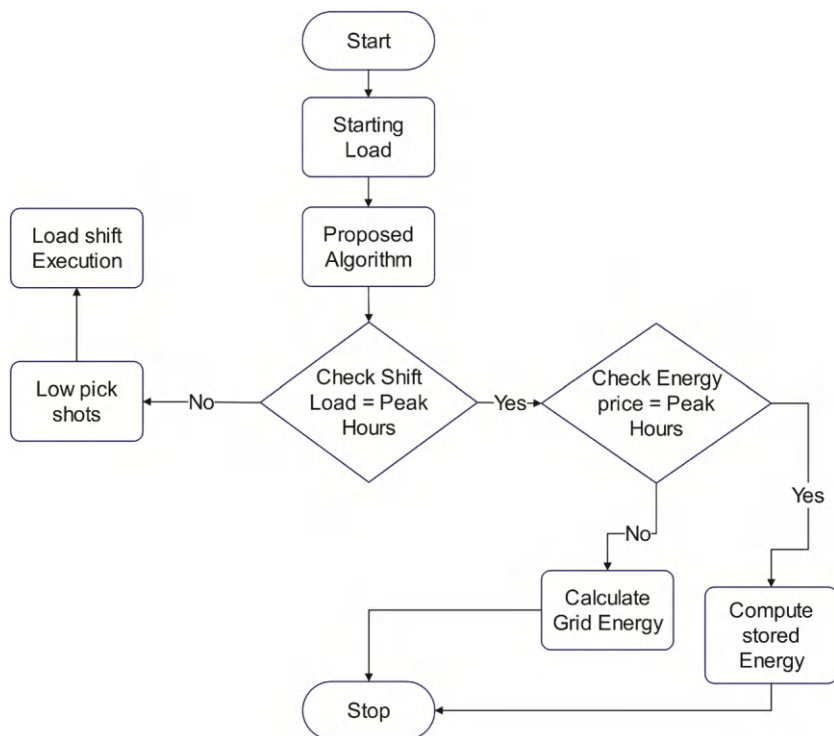 Start
Starting
Load
Proposed
Algorithm
Load shift
Execution
Low pick
shots
No
Check Shift
Load = Peak
Hours
Yes
Check Energy
price = Peak
Hours
Yes
No
Calculate
Grid Energy
Compute
stored
Energy
Stop